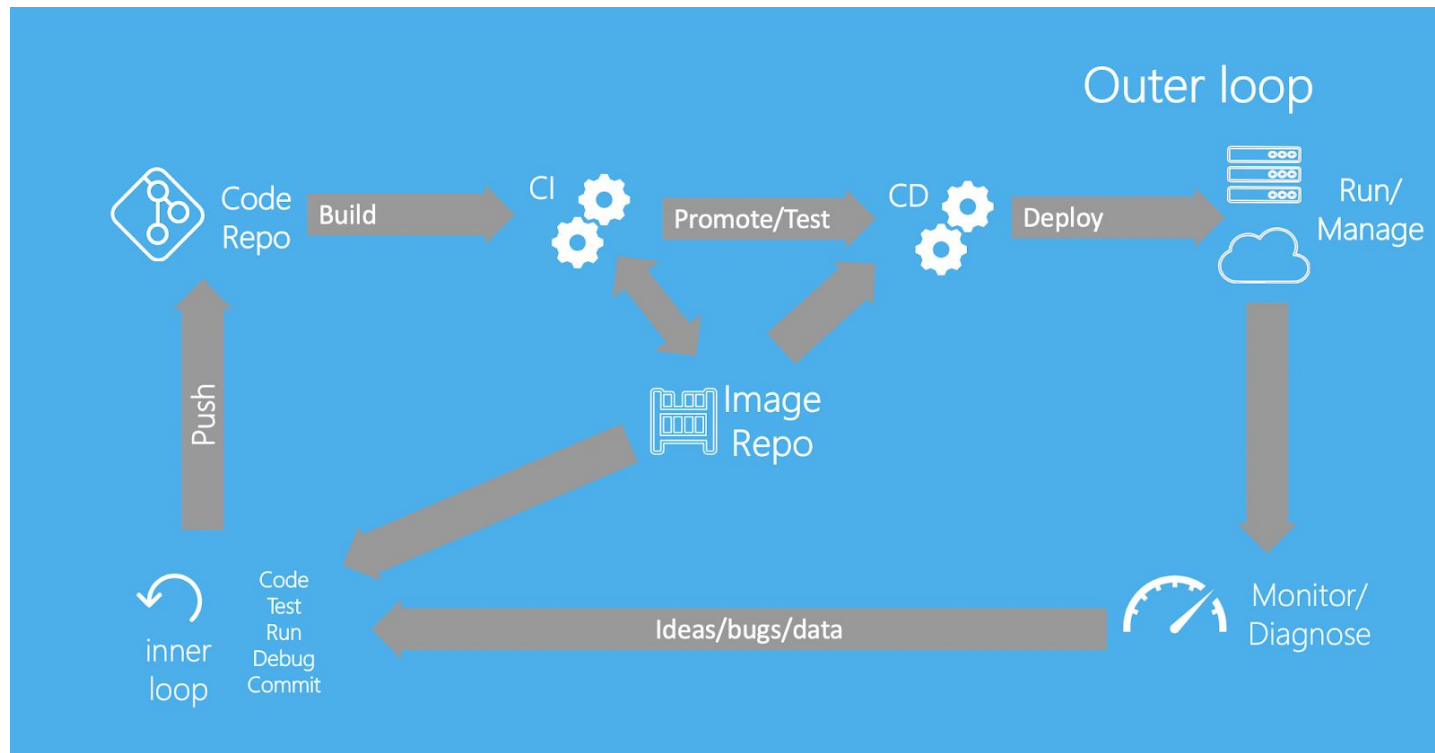 Outer loop
Code
Repo
Build
CI
Promote/Test
CD
Deploy
Run/
Manage
Push
Image
Repo
inner
loop
Code
Test
Run
Debug
Commit
Ideas/bugs/data
Monitor/
Diagnose